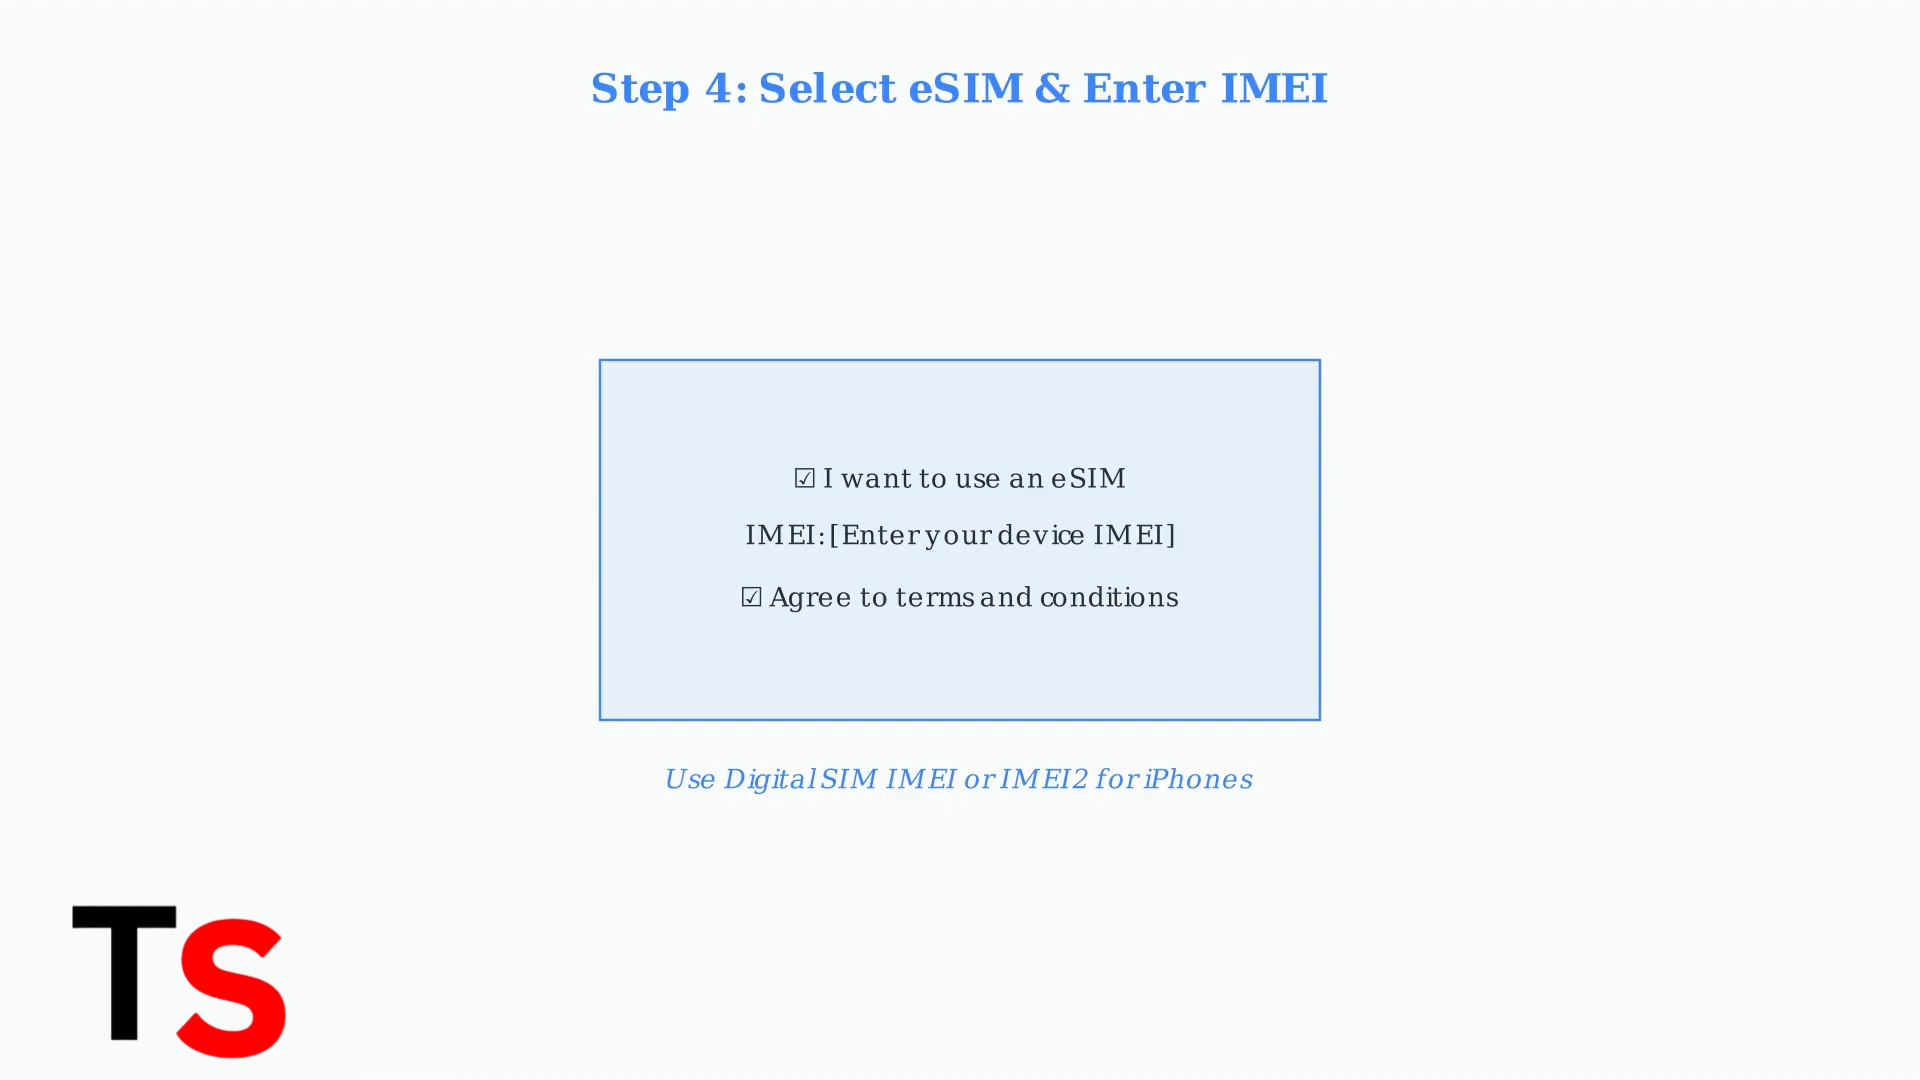 Step 4: Select eSIM & Enter IMEI
☑ I want to use an eSIM
IMEI: [Enter your device IMEI]
☑ Agree to terms and conditions
Use Digital SIM IMEI or IMEI2 for iPhones
TS